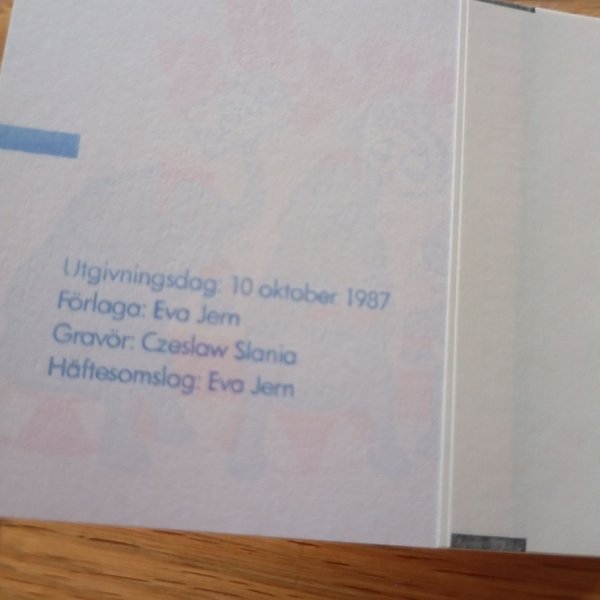 Utgivningsdag: 10 oktober 1987
Förlaga: Eva Jern
Gravör: Czeslaw Slania
Häftesomslag: Eva Jern